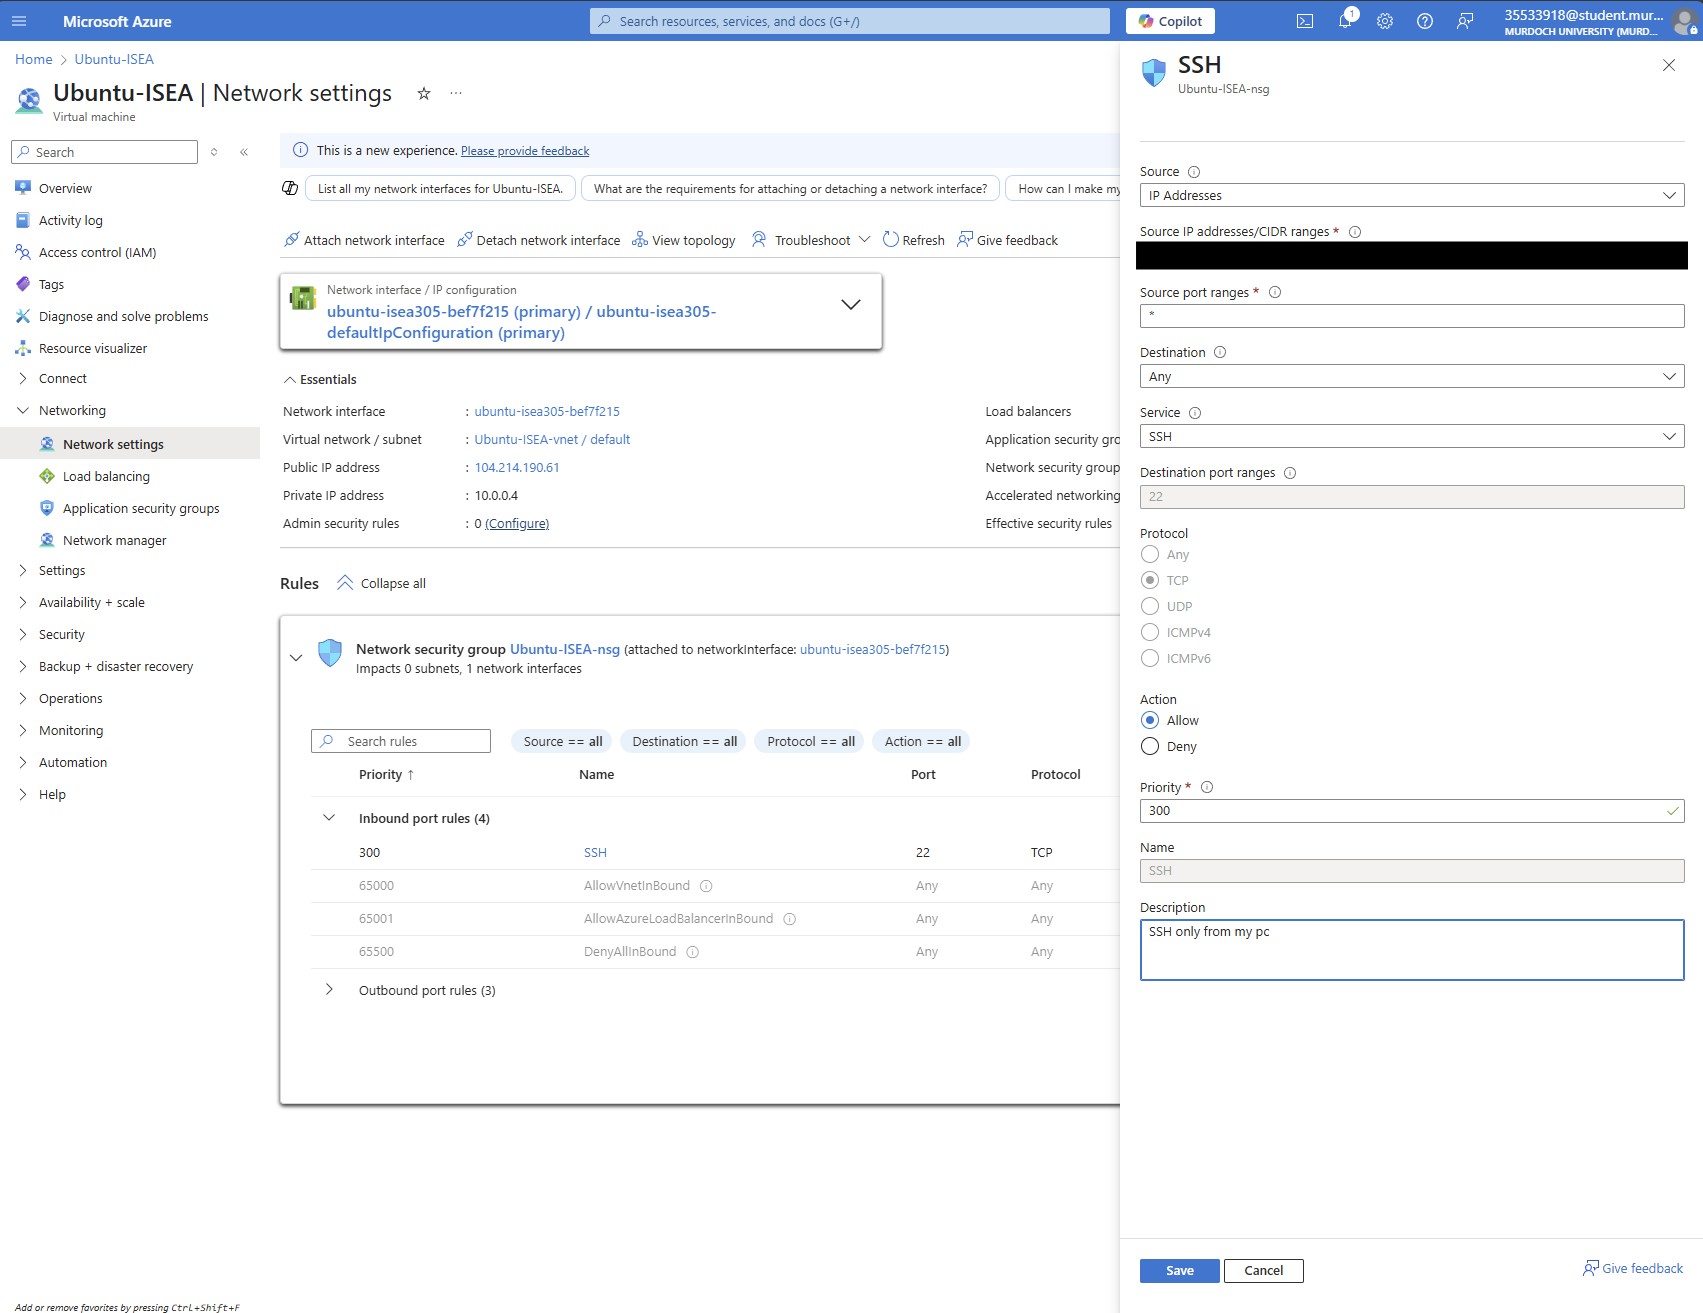 Microsoft Azure
Search resources, services, and docs (G+/)
Copilot
1
35533918@student.mur...
MURDOCH UNIVERSITY (MURD...
Home > Ubuntu-ISEA
Ubuntu-ISEA | Network settings
Virtual machine
Search
Overview
Activity log
Access control (IAM)
Tags
Diagnose and solve problems
Resource visualizer
Connect
Networking
Network settings
Load balancing
Application security groups
Network manager
Settings
Availability + scale
Security
Backup + disaster recovery
Operations
Monitoring
Automation
Help
Add or remove favorites by pressing Ctrl+Shift+F
This is a new experience. Please provide feedback
List all my network interfaces for Ubuntu-ISEA.
What are the requirements for attaching or detaching a network interface?
How can I make my
Attach network interface
Detach network interface
View topology
Troubleshoot
Refresh
Give feedback
Network interface / IP configuration
ubuntu-isea305-bef7f215 (primary) / ubuntu-isea305-
defaultIpConfiguration (primary)
Essentials
Network interface : ubuntu-isea305-bef7f215
Virtual network / subnet : Ubuntu-ISEA-vnet / default
Public IP address : 104.214.190.61
Private IP address : 10.0.0.4
Admin security rules : 0 (Configure)
Load balancers
Application security gro
Network security group
Accelerated networking
Effective security rules
Rules
Collapse all
Network security group Ubuntu-ISEA-nsg (attached to networkInterface: ubuntu-isea305-bef7f215)
Impacts 0 subnets, 1 network interfaces
Search rules
Source == all
Destination == all
Protocol == all
Action == all
Priority ↑ Name Port Protocol
Inbound port rules (4)
300 SSH 22 TCP
65000 AllowVnetInBound Any Any
65001 AllowAzureLoadBalancerInBound Any Any
65500 DenyAllInBound Any Any
Outbound port rules (3)
SSH
Ubuntu-ISEA-nsg
Source
IP Addresses
Source IP addresses/CIDR ranges *
Source port ranges *
*
Destination
Any
Service
SSH
Destination port ranges
22
Protocol
Any
TCP
UDP
ICMPv4
ICMPv6
Action
Allow
Deny
Priority *
300
Name
SSH
Description
SSH only from my pc
Save
Cancel
Give feedback